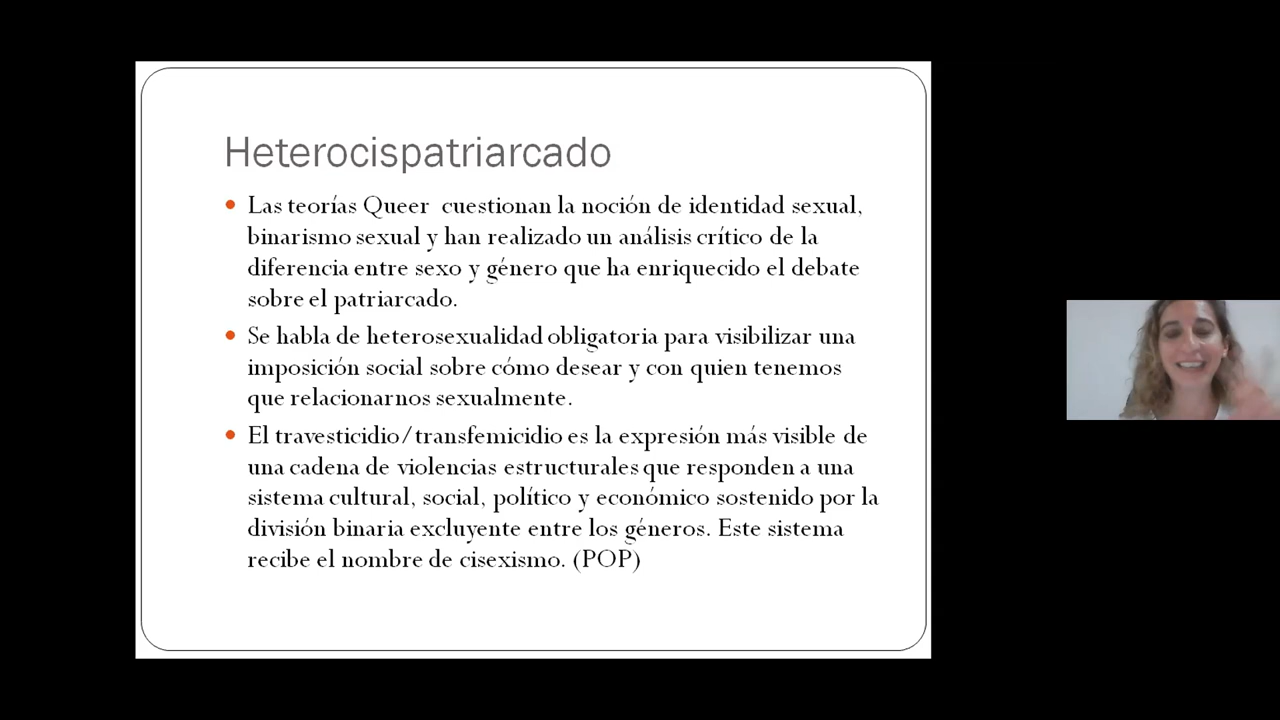 Heterocispatriarcado
Las teorías Queer cuestionan la noción de identidad sexual,
binarismo sexual y han realizado un análisis crítico de la
diferencia entre sexo y género que ha enriquecido el debate
sobre el patriarcado.
Se habla de heterosexualidad obligatoria para visibilizar una
imposición social sobre cómo desear y con quien tenemos
que relacionarnos sexualmente.
El travesticidio/transfemicidio es la expresión más visible de
una cadena de violencias estructurales que responden a una
sistema cultural, social, político y económico sostenido por la
división binaria excluyente entre los géneros. Este sistema
recibe el nombre de cisexismo. (POP)